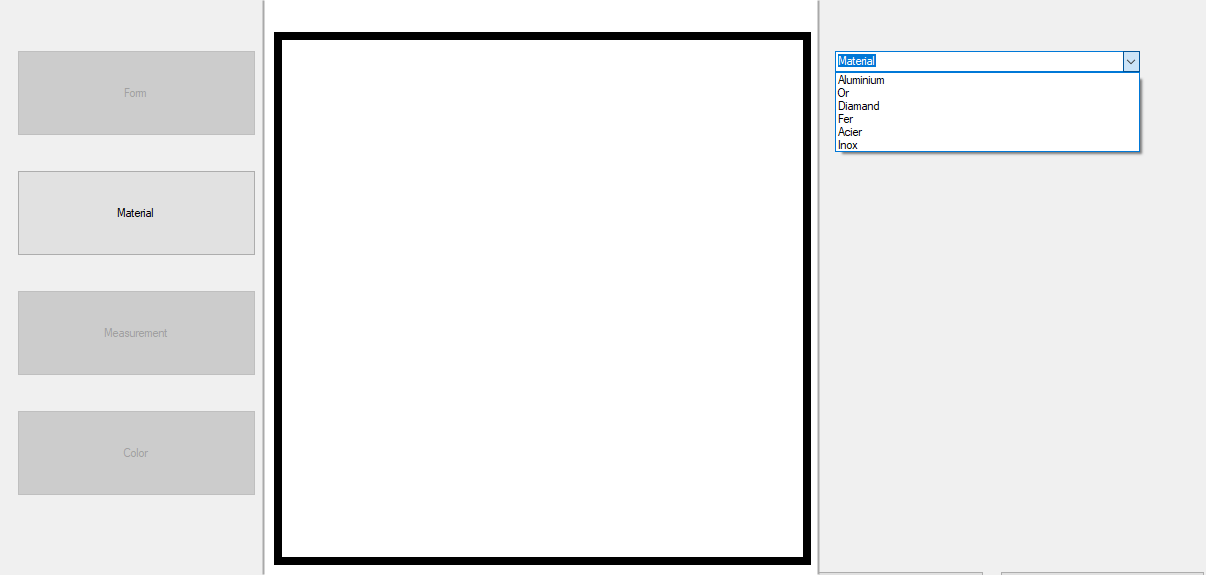 Form
Material
Measurement
Color
Material
Aluminium
Or
Diamand
Fer
Acier
Inox